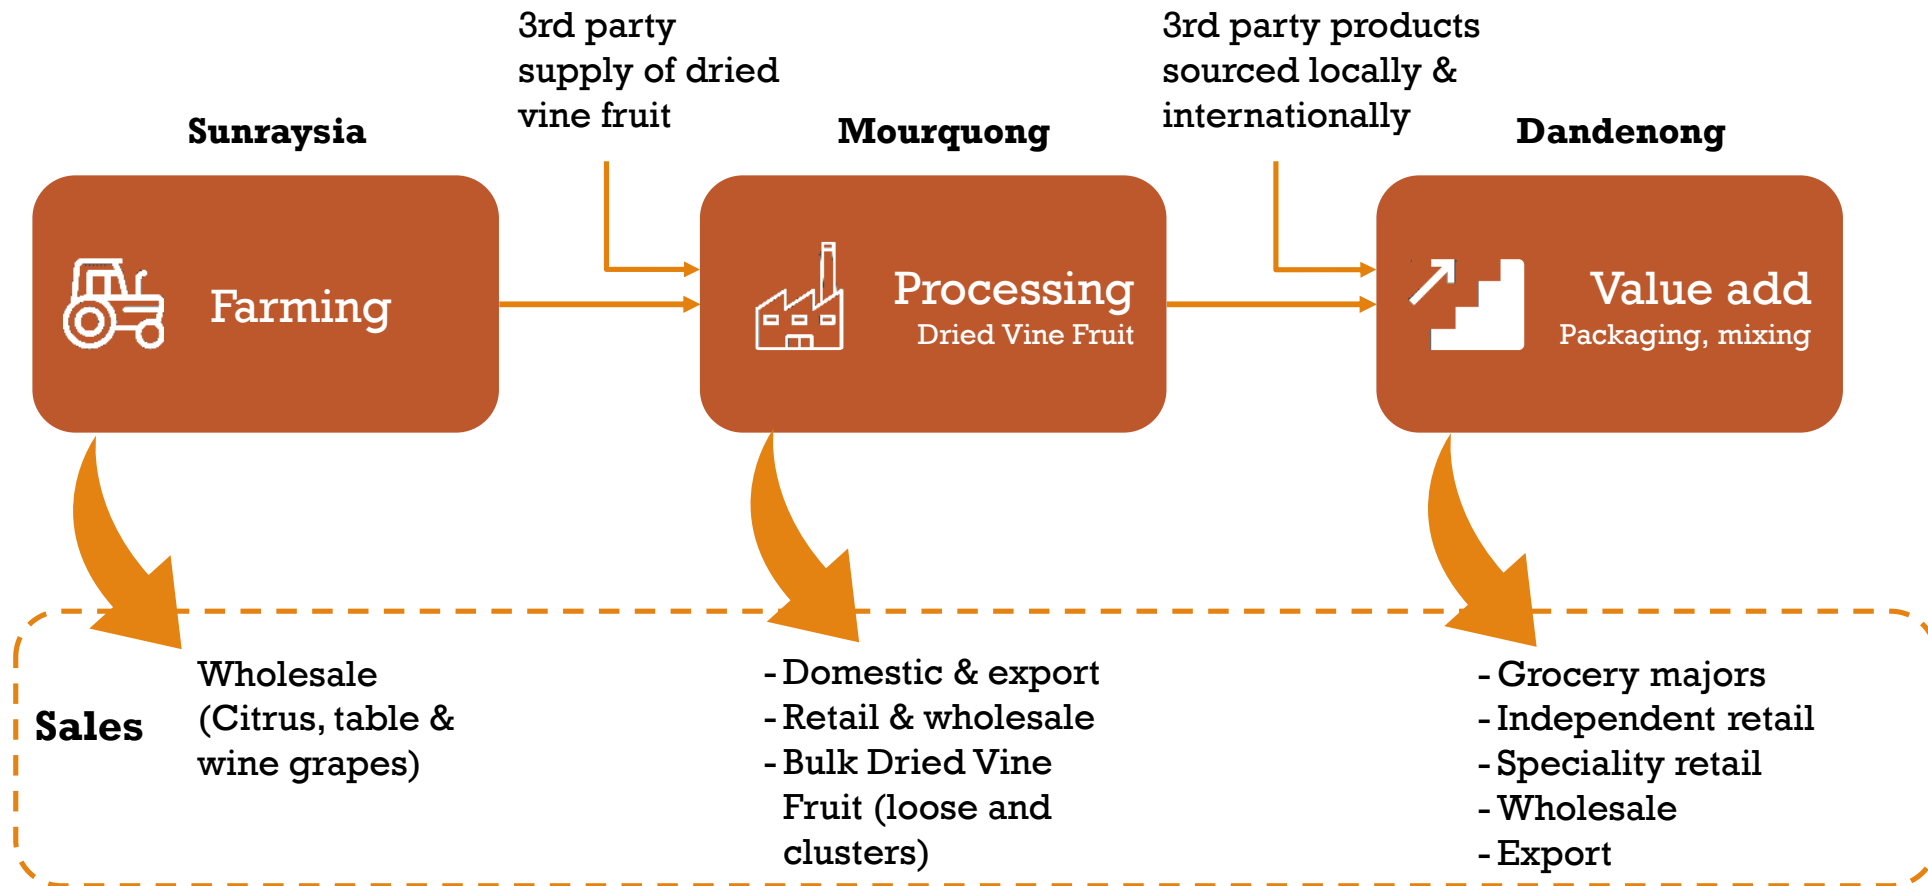 3rd party
supply of dried
vine fruit
3rd party products
sourced locally &
internationally
Sunraysia
Mourquong
Dandenong
Farming
Processing
Dried Vine Fruit
Value add
Packaging, mixing
Sales
Wholesale
(Citrus, table &
wine grapes)
- Domestic & export
- Retail & wholesale
- Bulk Dried Vine
Fruit (loose and
clusters)
- Grocery majors
- Independent retail
- Speciality retail
- Wholesale
- Export